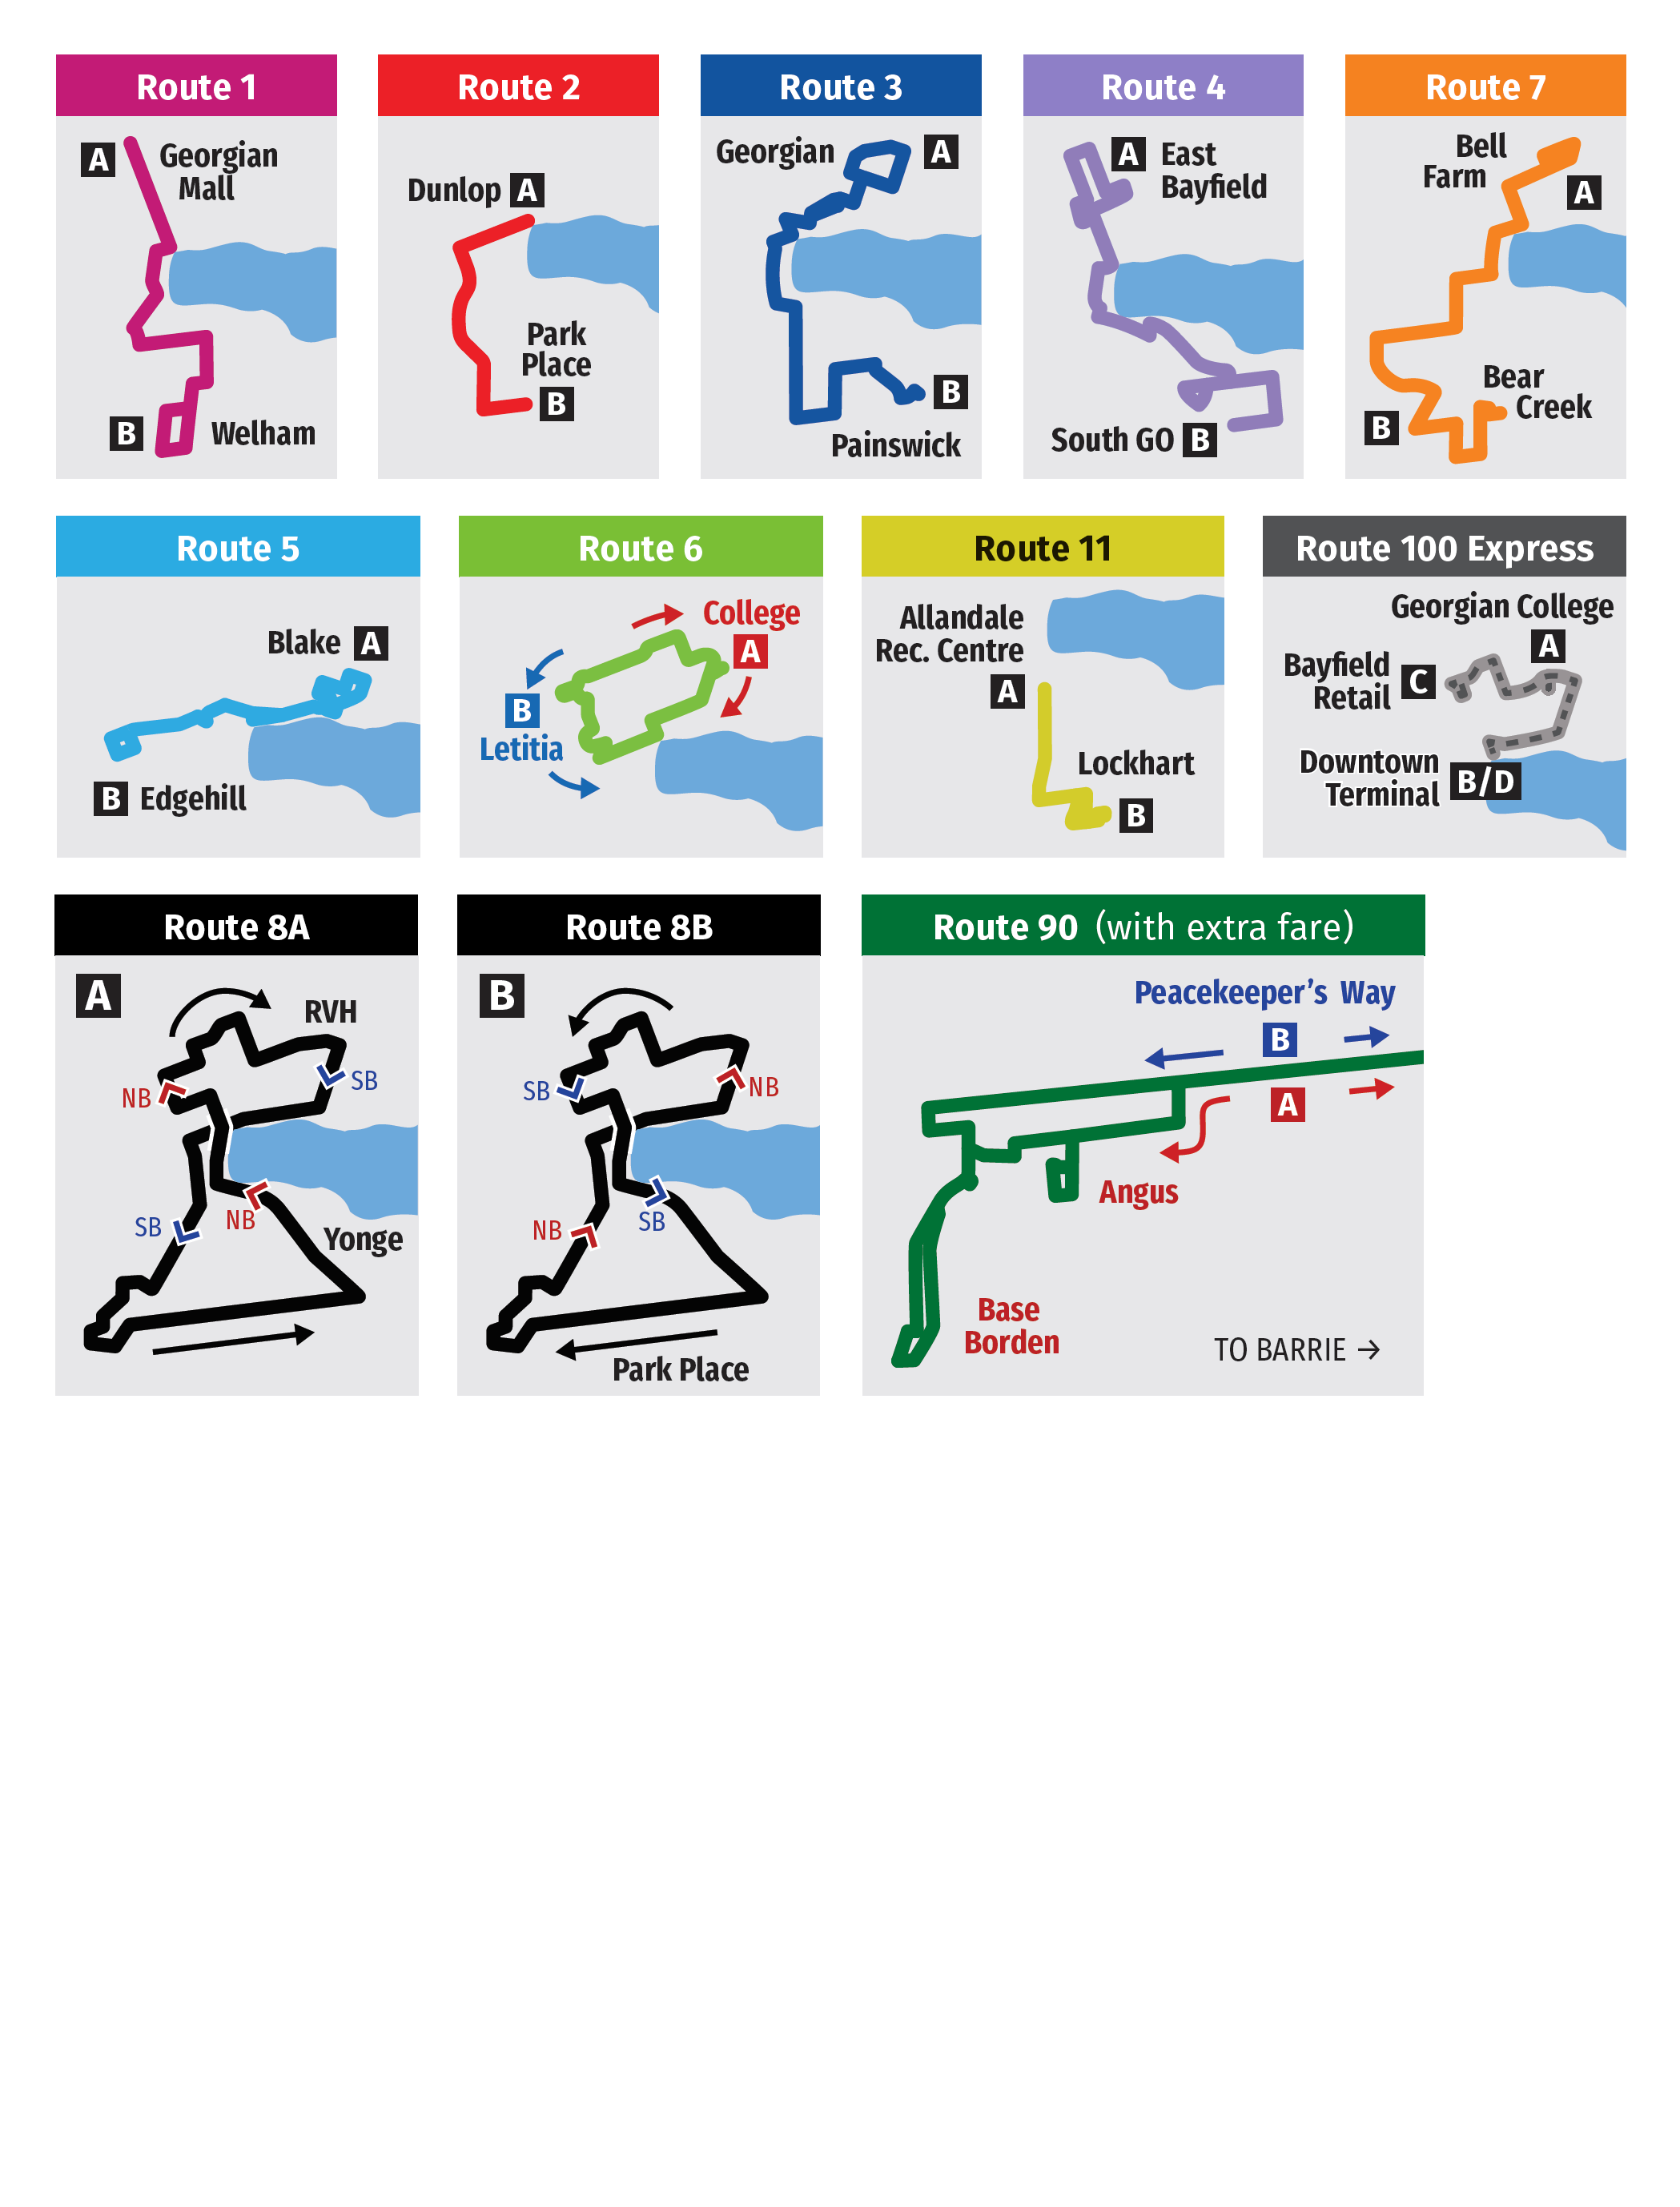 Route 1
A
Georgian
Mall
B
Welham
Route 2
Dunlop A
Park
Place
B
Route 3
Georgian
A
B
Painswick
Route 4
A
East
Bayfield
South GO B
Route 7
Bell
Farm
A
Bear
Creek
B
Route 5
Blake A
B Edgehill
Route 6
College
A
B
Letitia
Route 11
Allandale
Rec. Centre
A
Lockhart
B
Route 100 Express
Georgian College
A
Bayfield
Retail
C
Downtown
Terminal
B/D
Route 8A
A
RVH
NB
SB
SB
NB
Yonge
Route 8B
B
SB
NB
NB
SB
Park Place
Route 90 (with extra fare)
Peacekeeper's Way
B
A
Angus
Base
Borden
TO BARRIE →